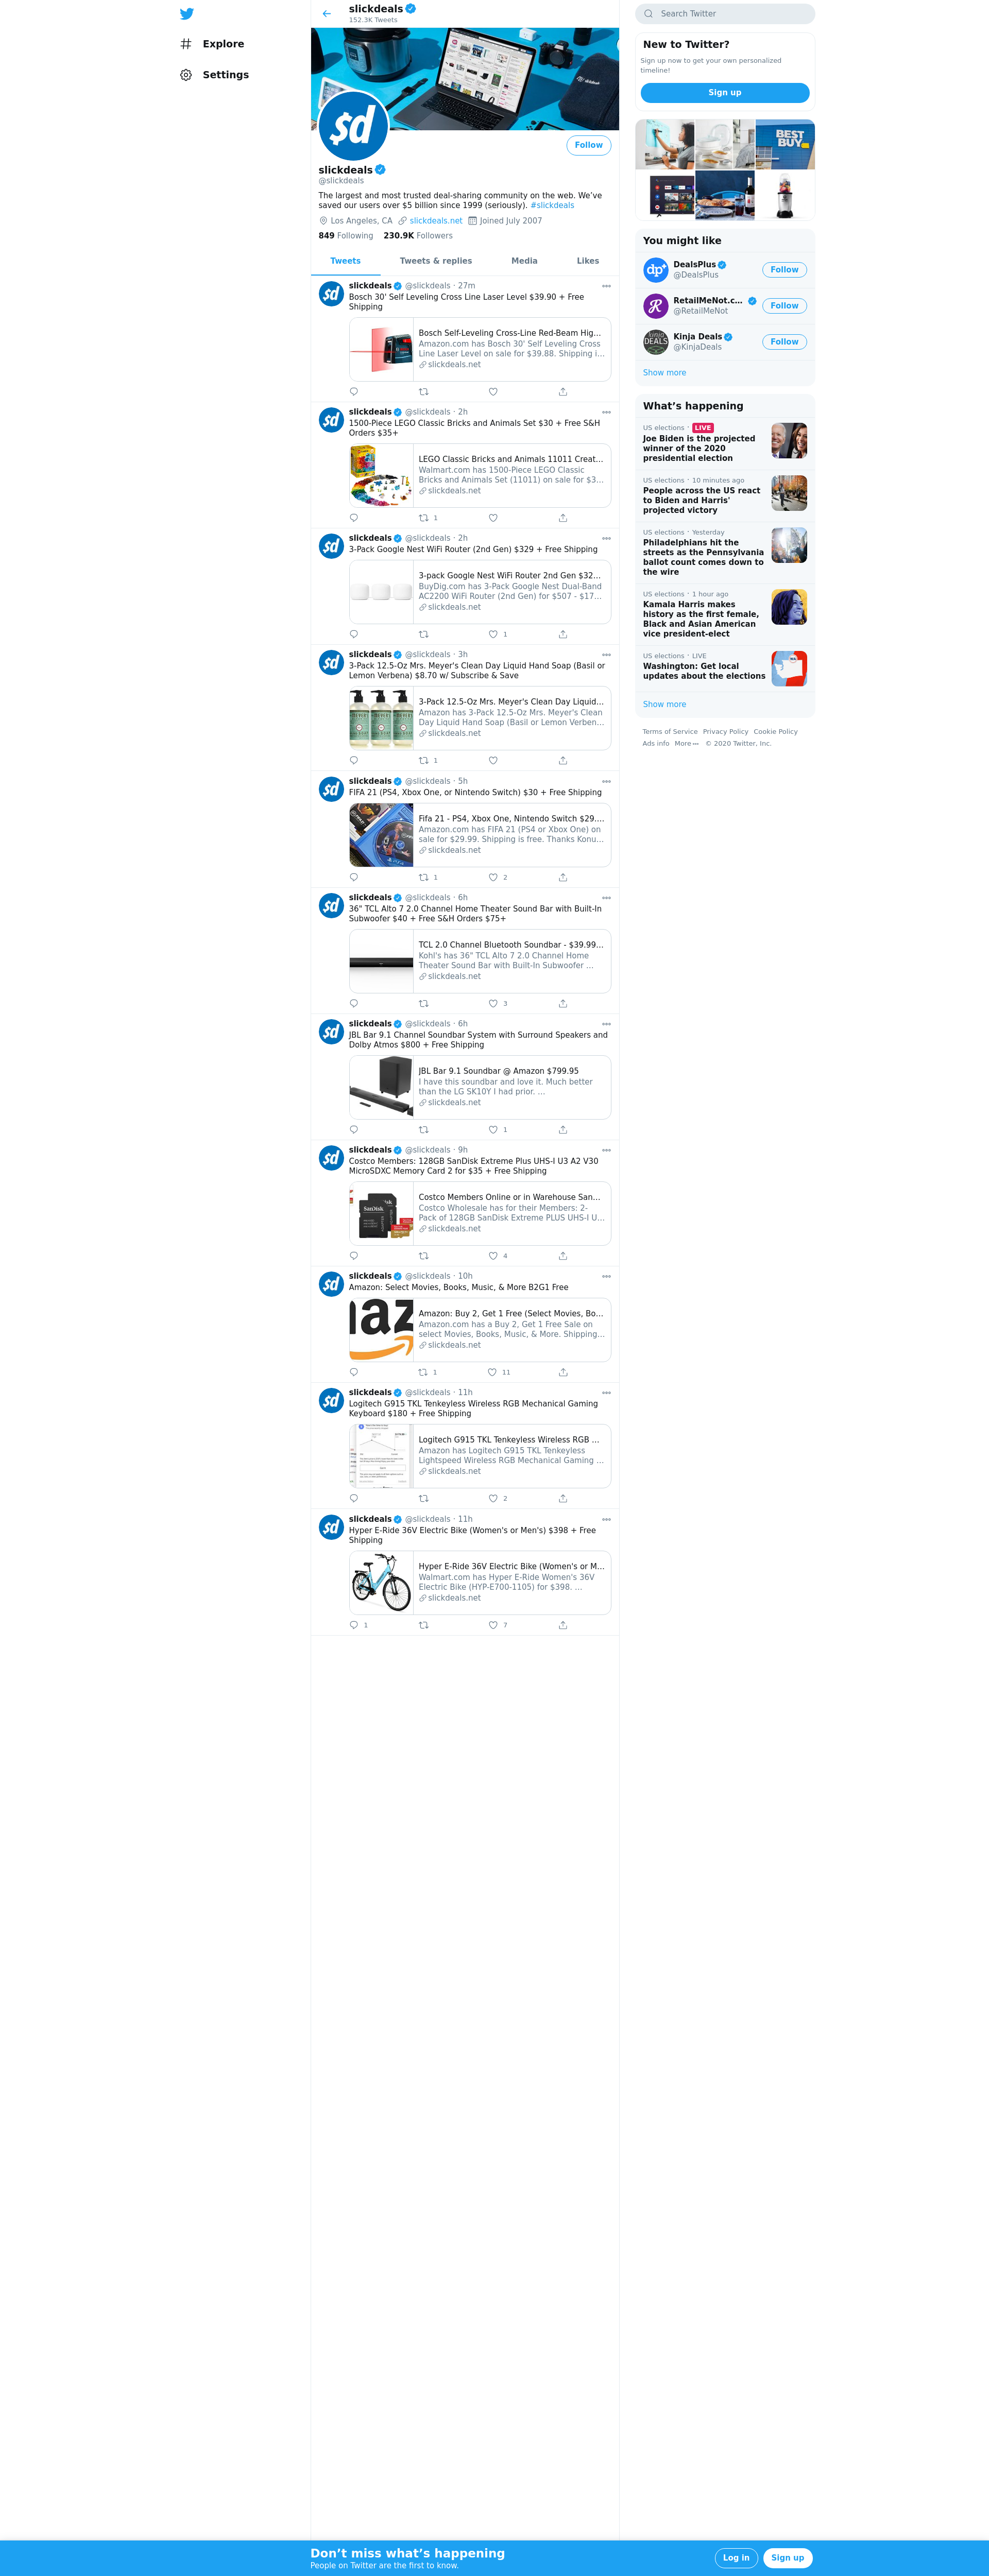 Explore
Settings
slickdeals
152.3K Tweets
slickdeals
$d
Follow
slickdeals
@slickdeals
The largest and most trusted deal-sharing community on the web. We've
saved our users over $5 billion since 1999 (seriously). #slickdeals
Los Angeles, CA slickdeals.net Joined July 2007
849 Following 230.9K Followers
Tweets Tweets & replies Media Likes
slickdeals @slickdeals · 27m
Bosch 30' Self Leveling Cross Line Laser Level $39.90 + Free
Shipping
Bosch Self-Leveling Cross-Line Red-Beam Hig...
Amazon.com has Bosch 30' Self Leveling Cross
Line Laser Level on sale for $39.88. Shipping i...
slickdeals.net
slickdeals @slickdeals · 2h
1500-Piece LEGO Classic Bricks and Animals Set $30 + Free S&H
Orders $35+
LEGO Classic Bricks and Animals 11011 Creat...
Walmart.com has 1500-Piece LEGO Classic
Bricks and Animals Set (11011) on sale for $3...
slickdeals.net
1
slickdeals @slickdeals · 2h
3-Pack Google Nest WiFi Router (2nd Gen) $329 + Free Shipping
3-pack Google Nest WiFi Router 2nd Gen $32...
BuyDig.com has 3-Pack Google Nest Dual-Band
AC2200 WiFi Router (2nd Gen) for $507 - $17...
slickdeals.net
1
slickdeals @slickdeals · 3h
3-Pack 12.5-Oz Mrs. Meyer's Clean Day Liquid Hand Soap (Basil or
Lemon Verbena) $8.70 w/ Subscribe & Save
3-Pack 12.5-Oz Mrs. Meyer's Clean Day Liquid...
Amazon has 3-Pack 12.5-Oz Mrs. Meyer's Clean
Day Liquid Hand Soap (Basil or Lemon Verben...
slickdeals.net
1
slickdeals @slickdeals · 5h
FIFA 21 (PS4, Xbox One, or Nintendo Switch) $30 + Free Shipping
Fifa 21 - PS4, Xbox One, Nintendo Switch $29....
Amazon.com has FIFA 21 (PS4 or Xbox One) on
sale for $29.99. Shipping is free. Thanks Konu...
slickdeals.net
1 2
slickdeals @slickdeals · 6h
36" TCL Alto 7 2.0 Channel Home Theater Sound Bar with Built-In
Subwoofer $40 + Free S&H Orders $75+
TCL 2.0 Channel Bluetooth Soundbar - $39.99...
Kohl's has 36" TCL Alto 7 2.0 Channel Home
Theater Sound Bar with Built-In Subwoofer ...
slickdeals.net
3
slickdeals @slickdeals · 6h
JBL Bar 9.1 Channel Soundbar System with Surround Speakers and
Dolby Atmos $800 + Free Shipping
JBL Bar 9.1 Soundbar @ Amazon $799.95
I have this soundbar and love it. Much better
than the LG SK10Y I had prior. ...
slickdeals.net
1
slickdeals @slickdeals · 9h
Costco Members: 128GB SanDisk Extreme Plus UHS-I U3 A2 V30
MicroSDXC Memory Card 2 for $35 + Free Shipping
SanDisk
Costco Members Online or in Warehouse San...
Costco Wholesale has for their Members: 2-
Pack of 128GB SanDisk Extreme PLUS UHS-I U...
slickdeals.net
4
slickdeals @slickdeals · 10h
Amazon: Select Movies, Books, Music, & More B2G1 Free
Amazon: Buy 2, Get 1 Free (Select Movies, Bo...
Amazon.com has a Buy 2, Get 1 Free Sale on
select Movies, Books, Music, & More. Shipping...
slickdeals.net
1 11
slickdeals @slickdeals · 11h
Logitech G915 TKL Tenkeyless Wireless RGB Mechanical Gaming
Keyboard $180 + Free Shipping
Logitech G915 TKL Tenkeyless Wireless RGB ...
Amazon has Logitech G915 TKL Tenkeyless
Lightspeed Wireless RGB Mechanical Gaming ...
slickdeals.net
2
slickdeals @slickdeals · 11h
Hyper E-Ride 36V Electric Bike (Women's or Men's) $398 + Free
Shipping
Hyper E-Ride 36V Electric Bike (Women's or M...
Walmart.com has Hyper E-Ride Women's 36V
Electric Bike (HYP-E700-1105) for $398. ...
slickdeals.net
1 7
Search Twitter
New to Twitter?
Sign up now to get your own personalized
timeline!
Sign up
BEST
BUY
You might like
DealsPlus
@DealsPlus
Follow
RetailMeNot.c...
@RetailMeNot
Follow
Kinja Deals
@KinjaDeals
Follow
Show more
What's happening
US elections · LIVE
Joe Biden is the projected
winner of the 2020
presidential election
US elections · 10 minutes ago
People across the US react
to Biden and Harris'
projected victory
US elections · Yesterday
Philadelphians hit the
streets as the Pennsylvania
ballot count comes down to
the wire
US elections · 1 hour ago
Kamala Harris makes
history as the first female,
Black and Asian American
vice president-elect
US elections · LIVE
Washington: Get local
updates about the elections
Show more
Terms of Service Privacy Policy Cookie Policy
Ads info More © 2020 Twitter, Inc.
Don't miss what's happening
People on Twitter are the first to know.
Log in
Sign up